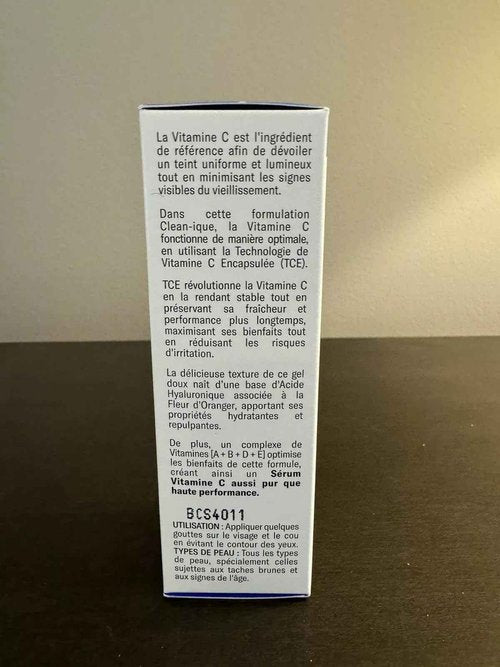 La Vitamine C est l'ingrédient
de référence afin de dévoiler
un teint uniforme et lumineux
tout en minimisant les signes
visibles du vieillissement.
Dans cette formulation
Clean-ique, la Vitamine C
fonctionne de manière optimale,
en utilisant la Technologie de
Vitamine C Encapsulée (TCE).
TCE révolutionne la Vitamine C
en la rendant stable tout en
préservant sa fraîcheur et
performance plus longtemps,
maximisant ses bienfaits tout
en réduisant les risques
d'irritation.
La délicieuse texture de ce gel
doux naît d'une base d'Acide
Hyaluronique associée à la
Fleur d'Oranger, apportant ses
propriétés hydratantes et
repulpantes.
De plus, un complexe de
Vitamines [A + B + D + E] optimise
les bienfaits de cette formule,
créant ainsi un Sérum
Vitamine C aussi pur que
haute performance.
BCS4011
UTILISATION : Appliquer quelques
gouttes sur le visage et le cou
en évitant le contour des yeux.
TYPES DE PEAU : Tous les types
de peau, spécialement celles
sujettes aux taches brunes et
aux signes de l'âge.